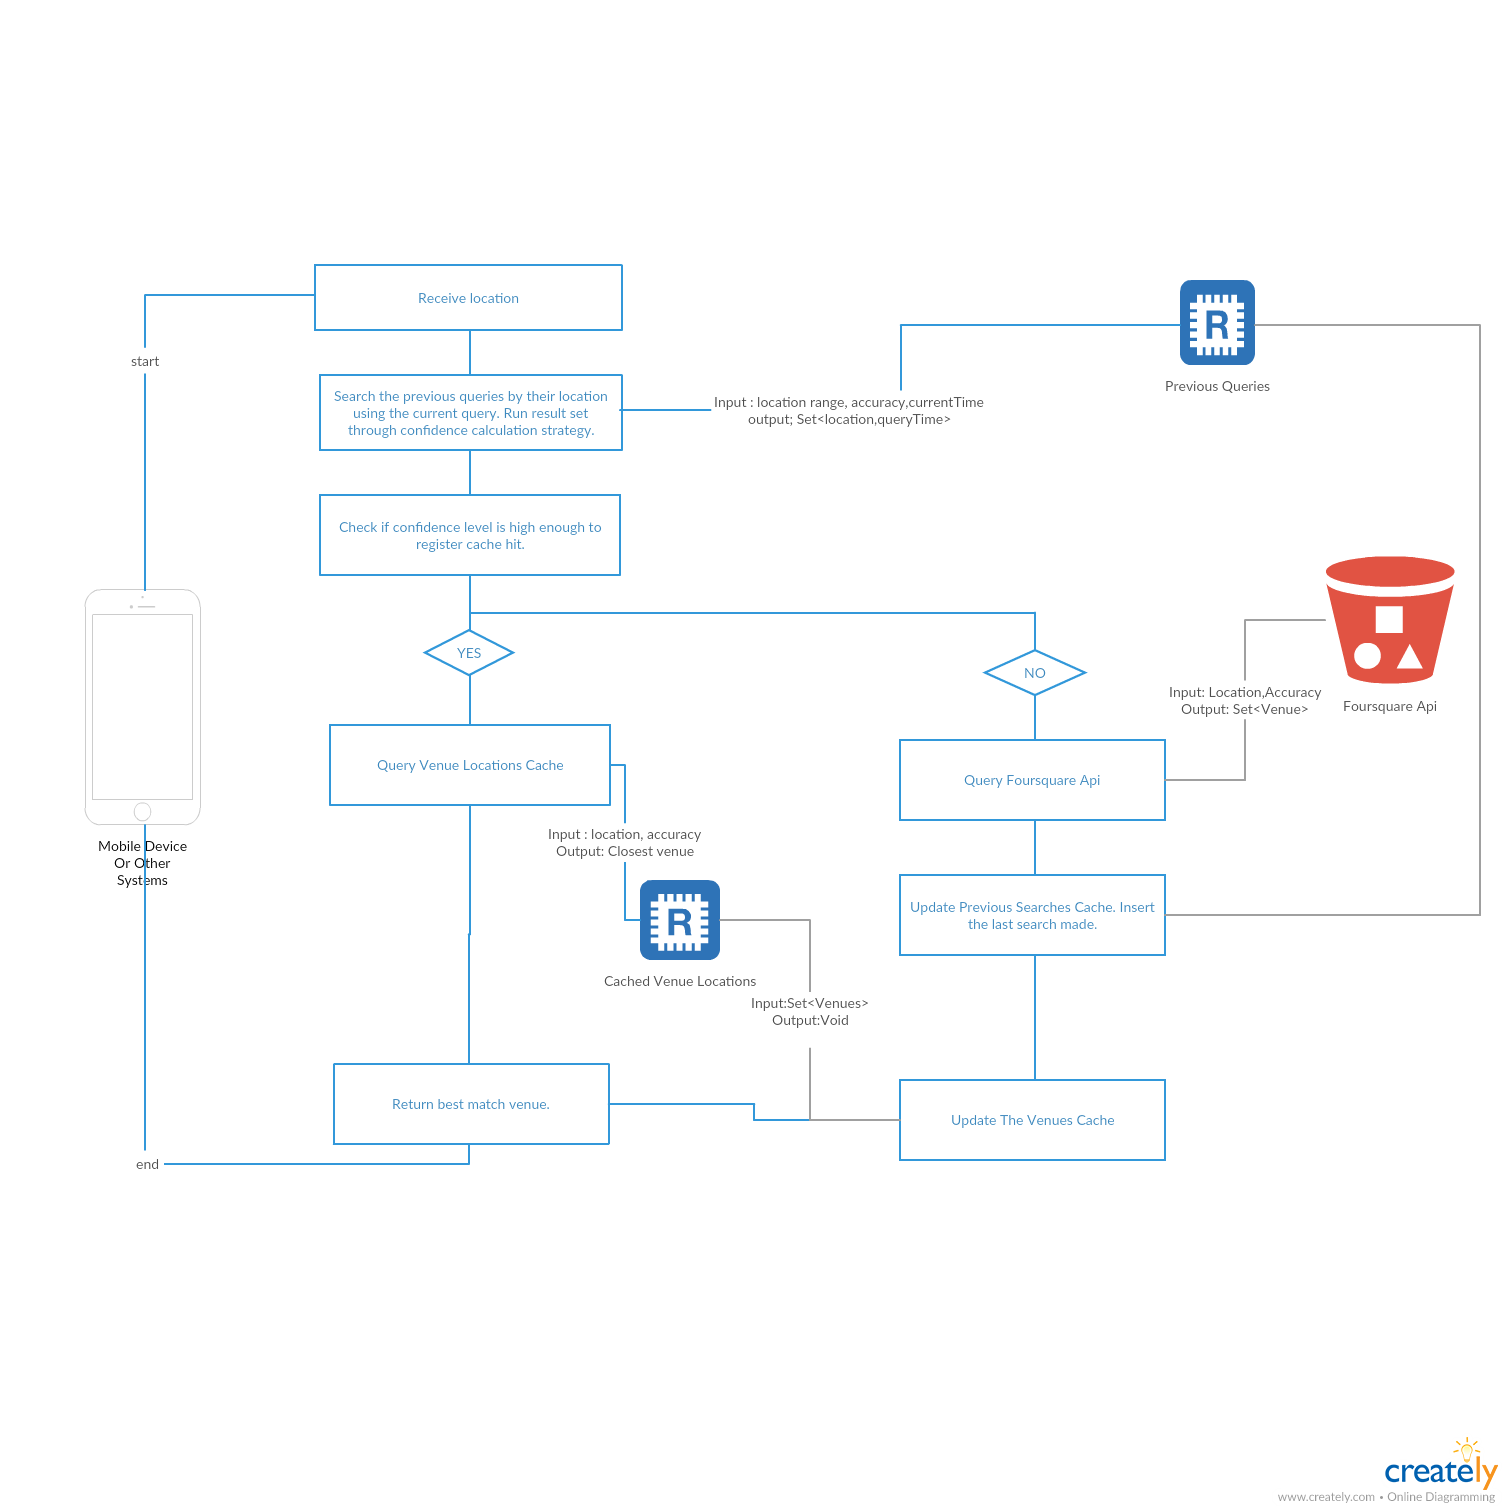 Receive location
start
Search the previous queries by their location
using the current query. Run result set
through confidence calculation strategy.
Input : location range, accuracy,currentTime
output; Set<location,queryTime>
R
Previous Queries
Check if confidence level is high enough to
register cache hit.
YES
NO
Input: Location,Accuracy
Output: Set<Venue>
Foursquare Api
Query Venue Locations Cache
Query Foursquare Api
Input : location, accuracy
Output: Closest venue
Mobile Device
Or Other
Systems
R
Cached Venue Locations
Update Previous Searches Cache. Insert
the last search made.
Input:Set<Venues>
Output:Void
Return best match venue.
Update The Venues Cache
end
creately
www.creately.com • Online Diagramming